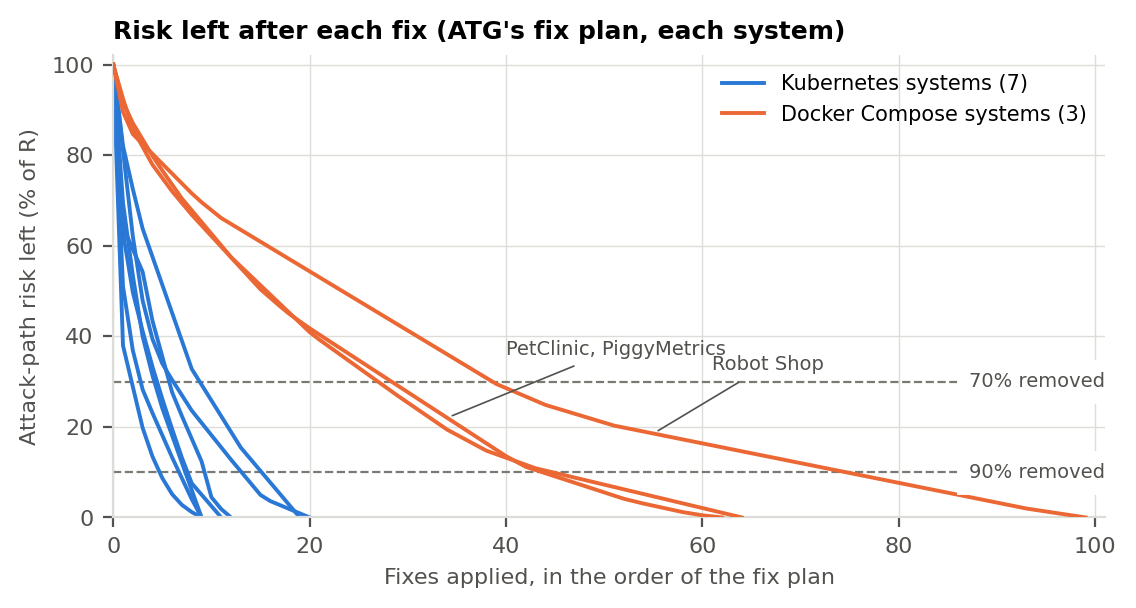 Risk left after each fix (ATG's fix plan, each system)
Attack-path risk left (% of R)
100
80
60
40
20
0
Kubernetes systems (7)
Docker Compose systems (3)
PetClinic, PiggyMetrics
Robot Shop
70% removed
90% removed
0 20 40 60 80 100
Fixes applied, in the order of the fix plan